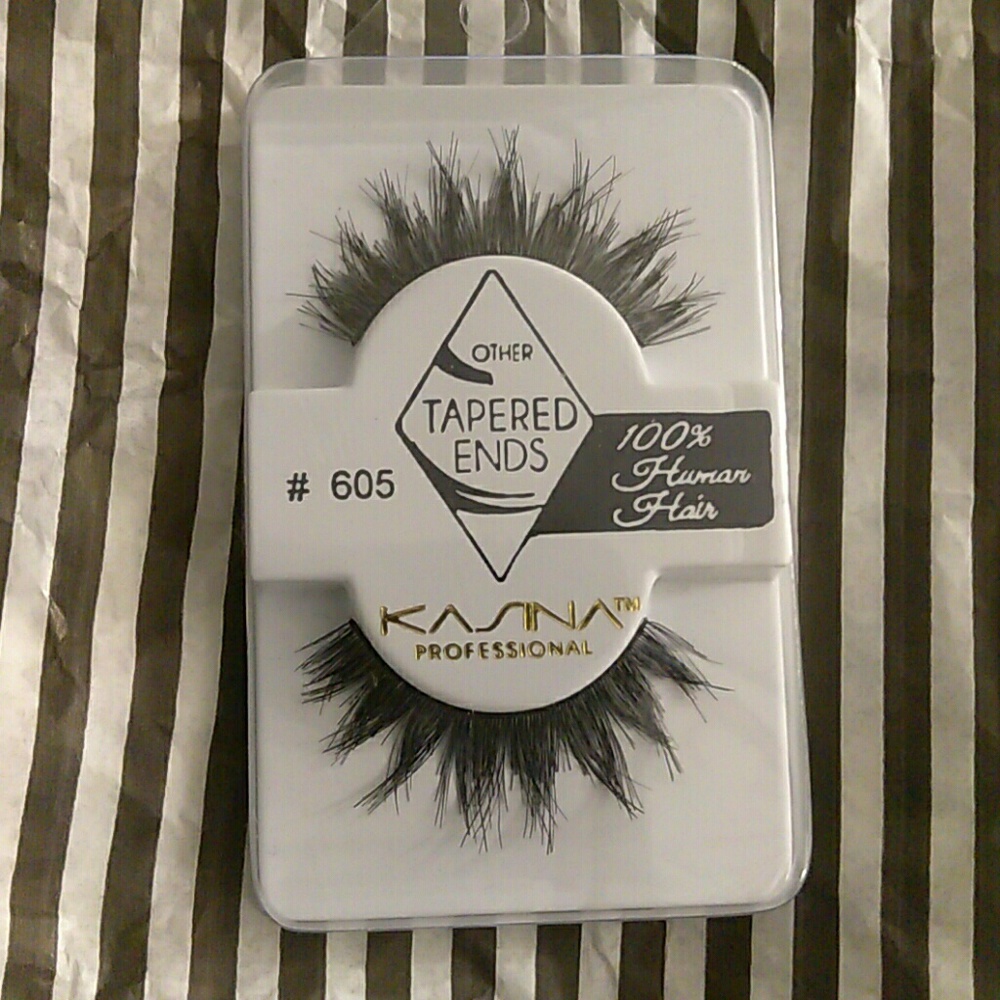 OTHER
TAPERED
ENDS
# 605
100%
Human
Hair
KASINA™
PROFESSIONAL